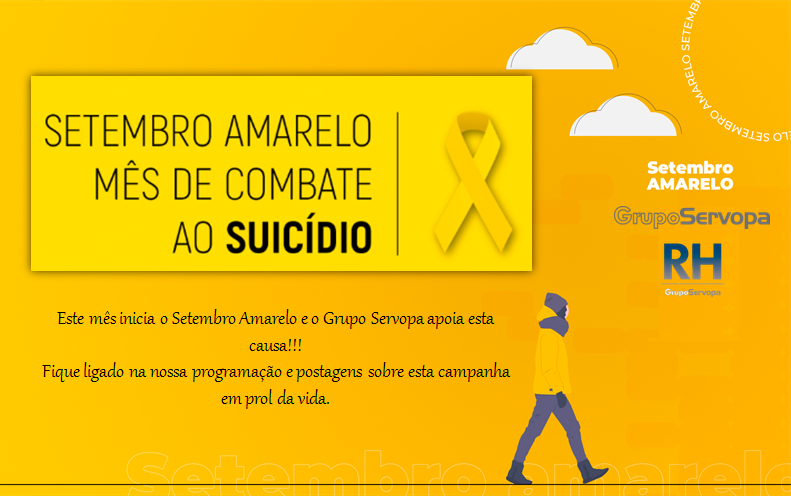 SETEMBRO AMARELO
MÊS DE COMBATE
AO SUICÍDIO
Este mês inicia o Setembro Amarelo e o Grupo Servopa apoia esta
causa!!!
Fique ligado na nossa programação e postagens sobre esta campanha
em prol da vida.
SETEMBRO AMARELO SETEMBRO AMARELO
Setembro
AMARELO
GrupoServopa
RH
GrupoServopa
Setembro amarelo